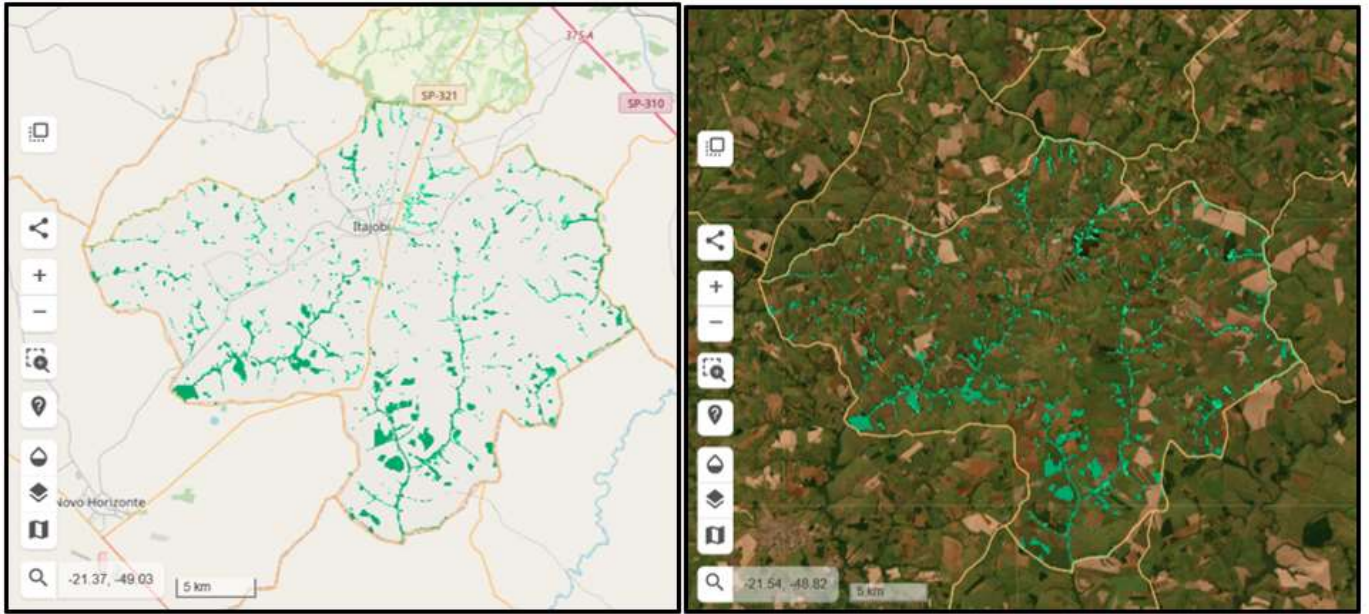 375-A
SP-321
SP-310
Itajobi
Novo Horizonte
-21.37, -49.03
5 km
-21.54, -48.82
5 km